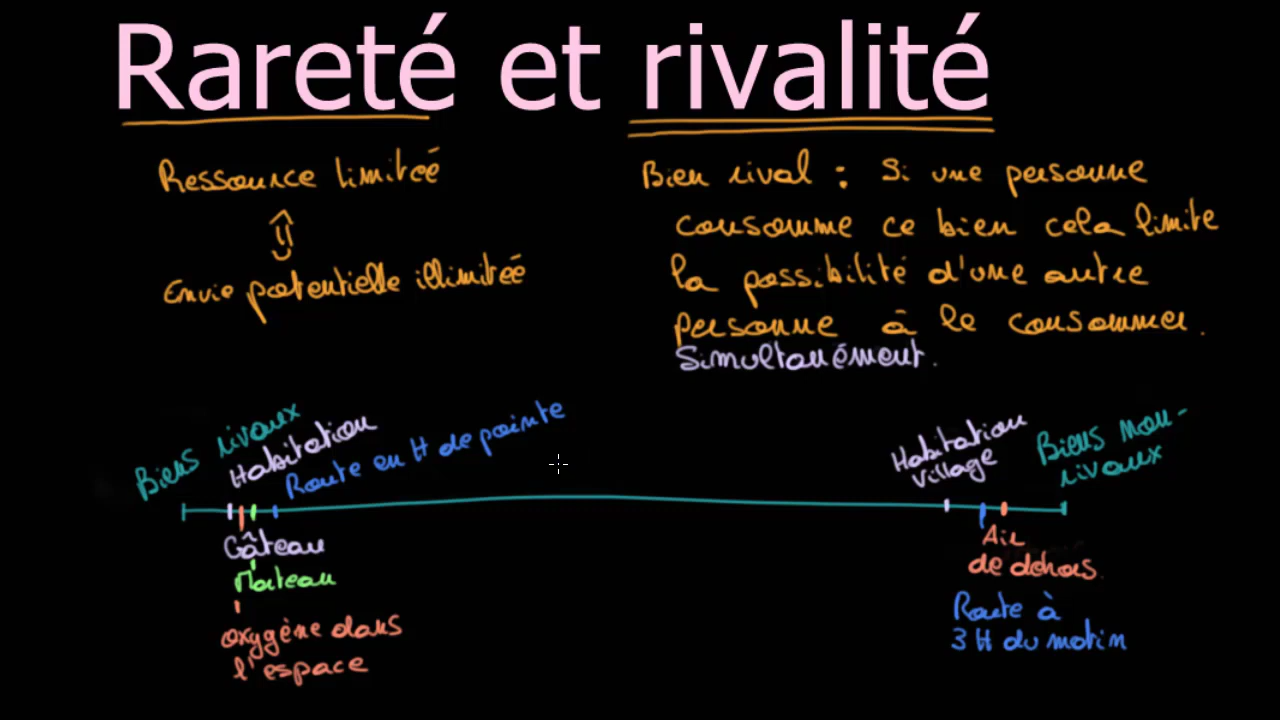 Rareté et rivalité
Ressource limiteé
Envie potentielle illimiteé
Bien rival : Si une personne
consomme ce bien cela limite
la possibilité d'une autre
personne à le consommer.
Simultanément.
Biens rivaux
Habitation
Route en H de pointe
Gâteau
Marteau
oxygène dans
l'espace
Habitation
village
Biens non-
rivaux
Air
de dehors
Route à
3 H du matin